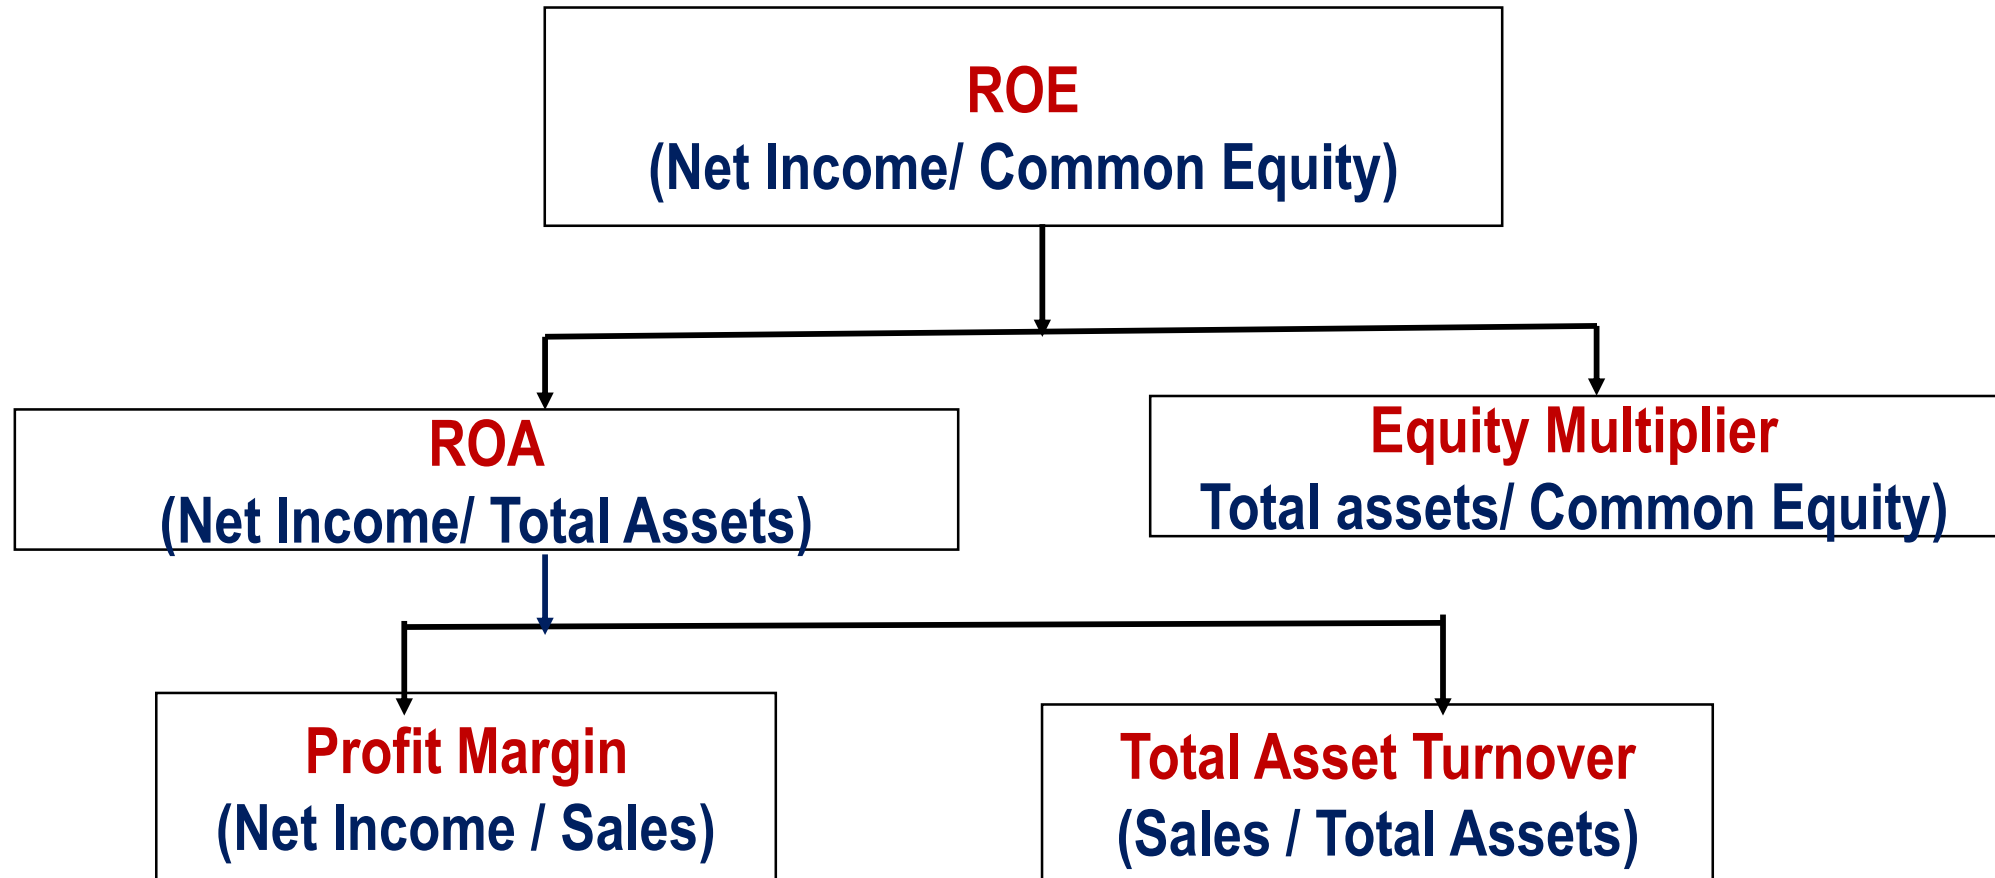 ROE
(Net Income/ Common Equity)
ROA
(Net Income/ Total Assets)
Equity Multiplier
Total assets/ Common Equity)
Profit Margin
(Net Income / Sales)
Total Asset Turnover
(Sales / Total Assets)